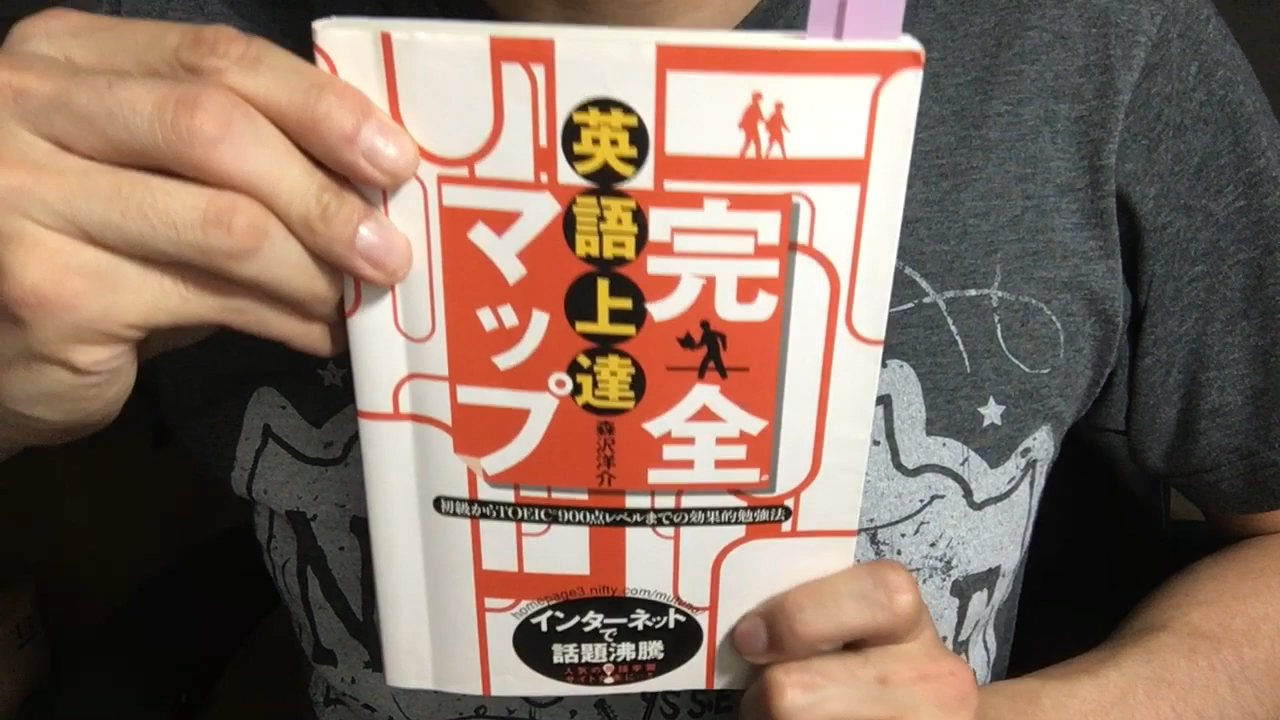 英語上達
完全
マップ
森沢洋介
初級からTOEIC®900点レベルまでの効果的勉強法
インターネット
で
話題沸騰